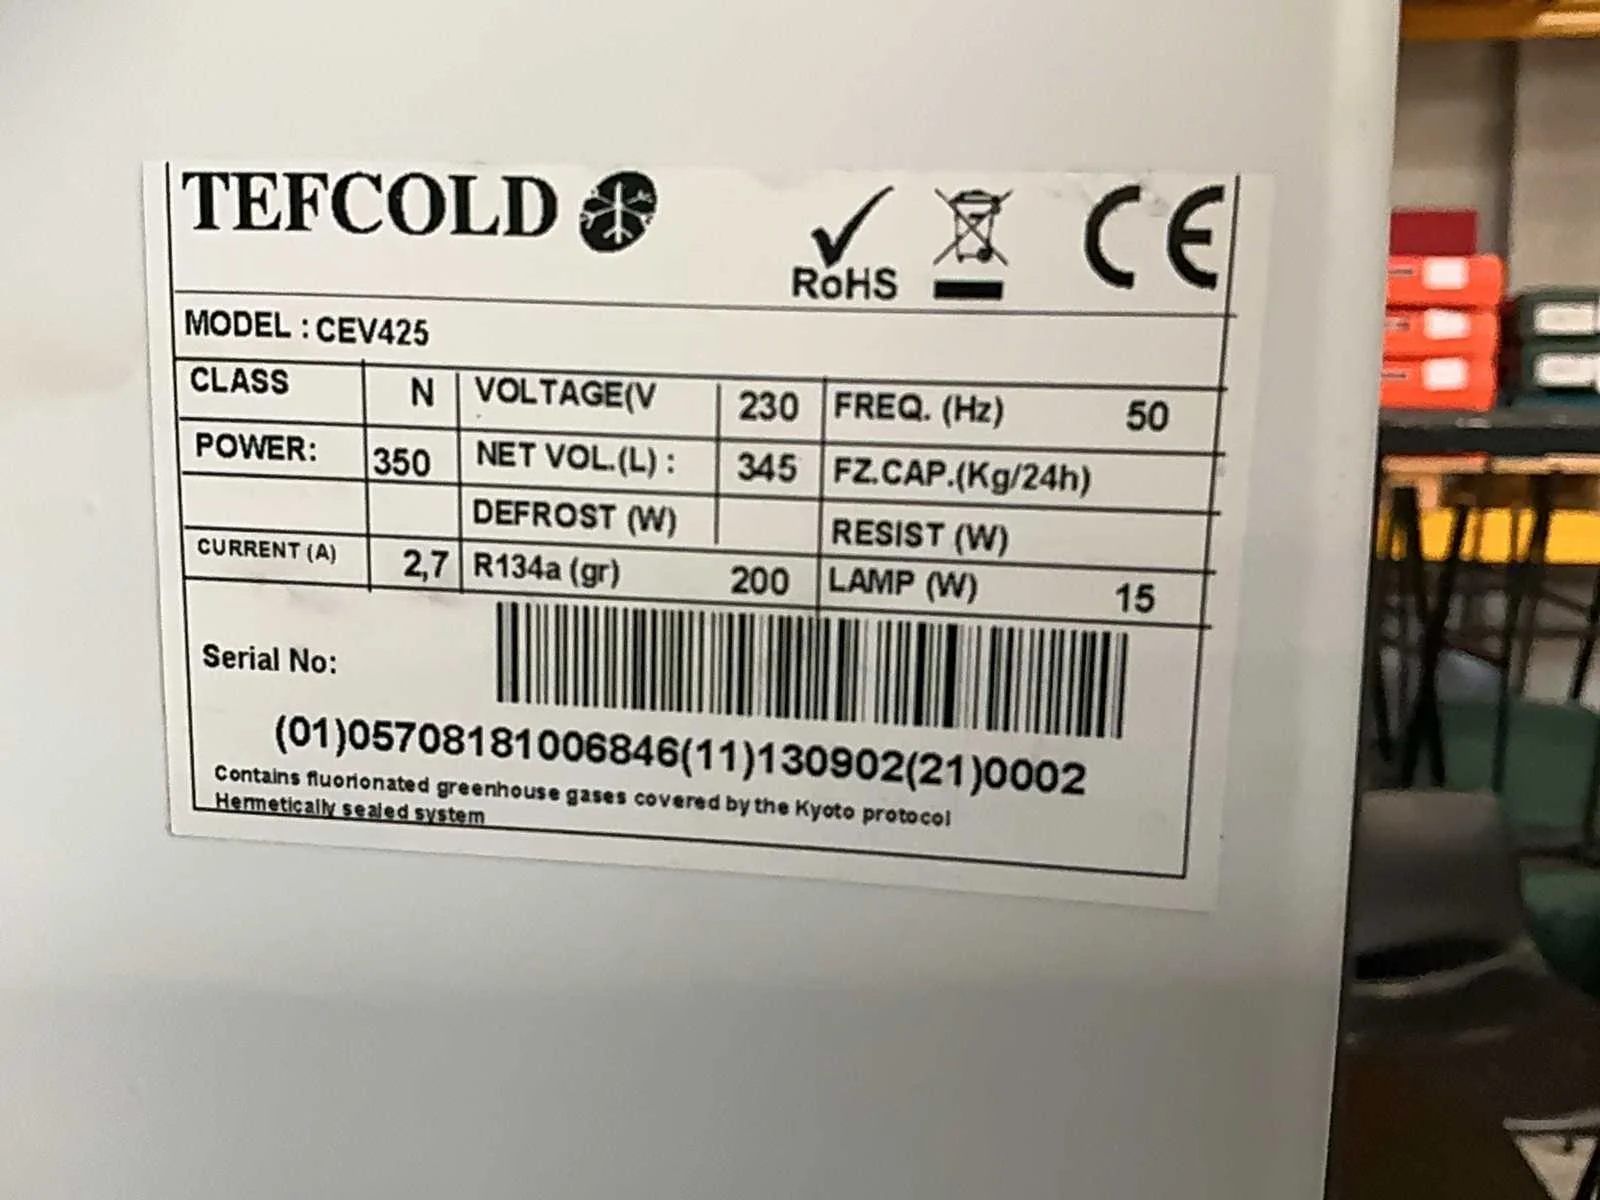 TEFCOLD
RoHS
CE
MODEL : CEV425
CLASS N VOLTAGE(V 230 FREQ. (Hz) 50
POWER: 350 NET VOL.(L) : 345 FZ.CAP.(Kg/24h)
DEFROST (W) RESIST (W)
CURRENT (A) 2,7 R134a (gr) 200 LAMP (W) 15
Serial No:
(01)05708181006846(11)130902(21)0002
Contains fluorionated greenhouse gases covered by the Kyoto protocol
Hermetically sealed system